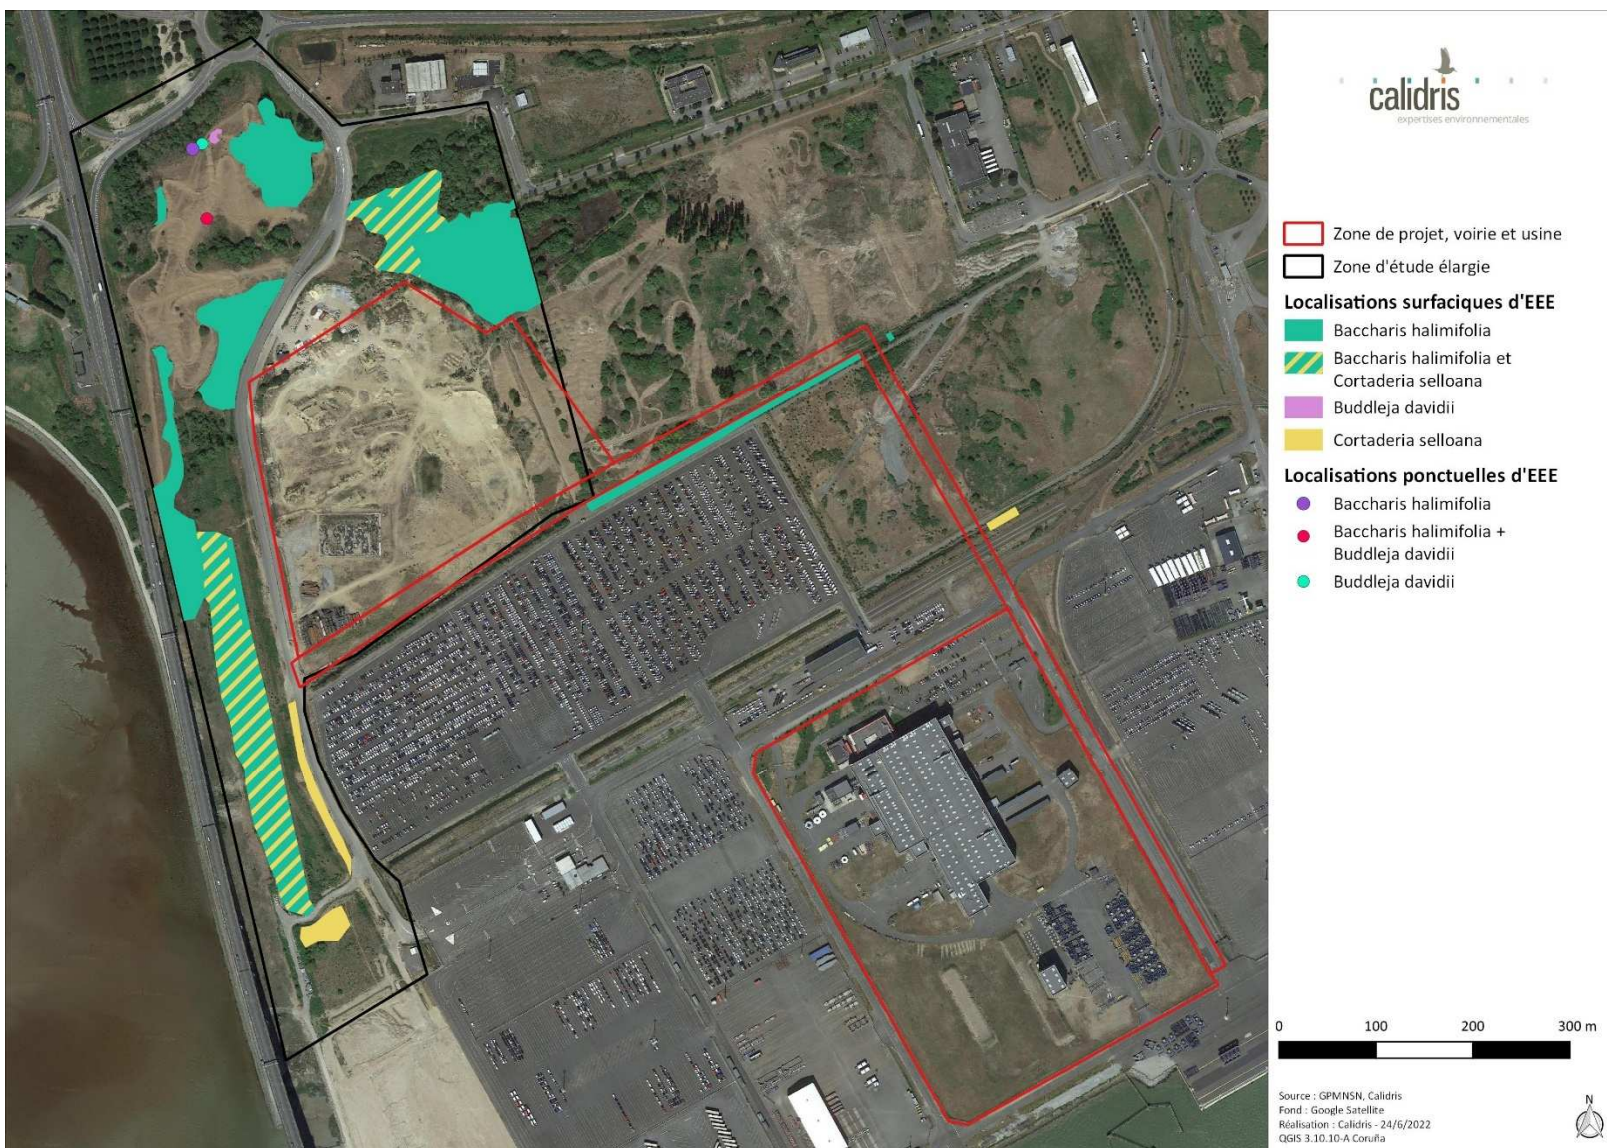 calidris
expertises environnementales
Zone de projet, voirie et usine
Zone d'étude élargie
Localisations surfaciques d'EEE
Baccharis halimifolia
Baccharis halimifolia et
Cortaderia selloana
Buddleja davidii
Cortaderia selloana
Localisations ponctuelles d'EEE
Baccharis halimifolia
Baccharis halimifolia +
Buddleja davidii
Buddleja davidii
0 100 200 300 m
Source : GPMNSN, Calidris
Fond : Google Satellite
Réalisation : Calidris - 24/6/2022
QGIS 3.10.10-A Coruña
N